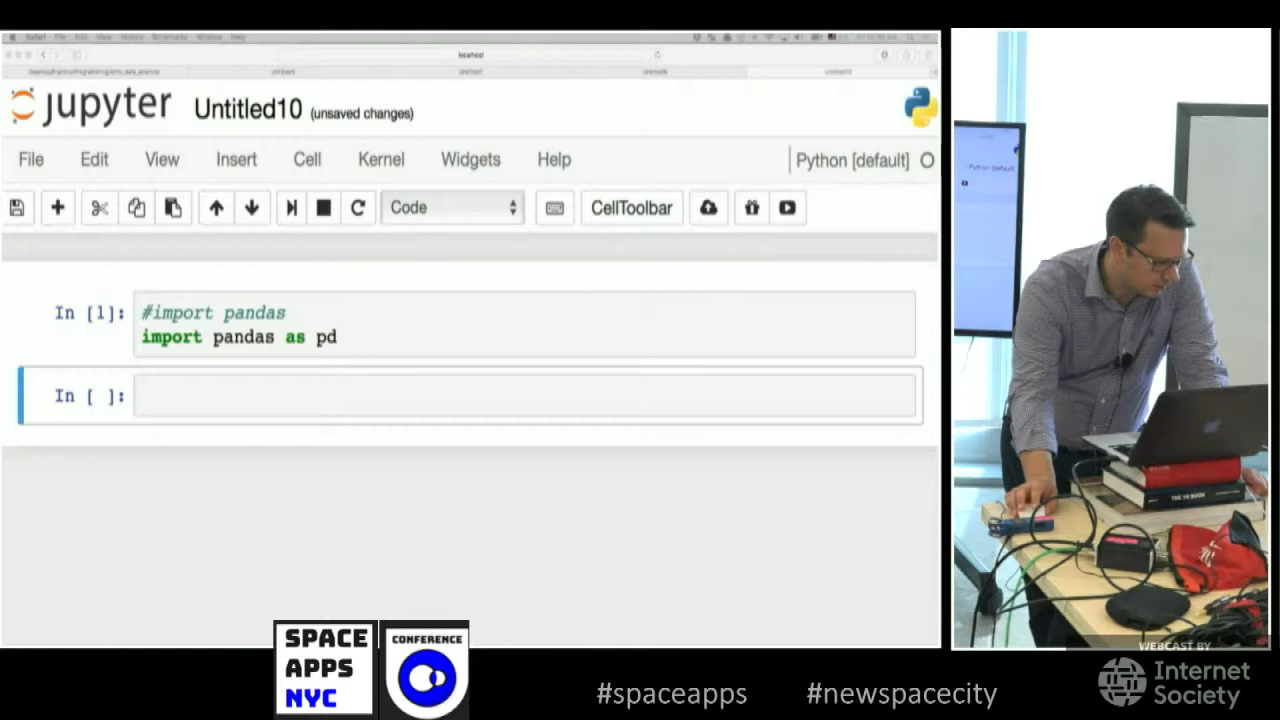 localhost
jupyter Untitled10 (unsaved changes)
File Edit View Insert Cell Kernel Widgets Help Python [default]
Code CellToolbar
In [1]: #import pandas
import pandas as pd
In [ ]:
Python [default]
THE
BOOK
SPACE
APPS
NYC
CONFERENCE
#spaceapps #newspacecity
WEBCAST BY
Internet
Society